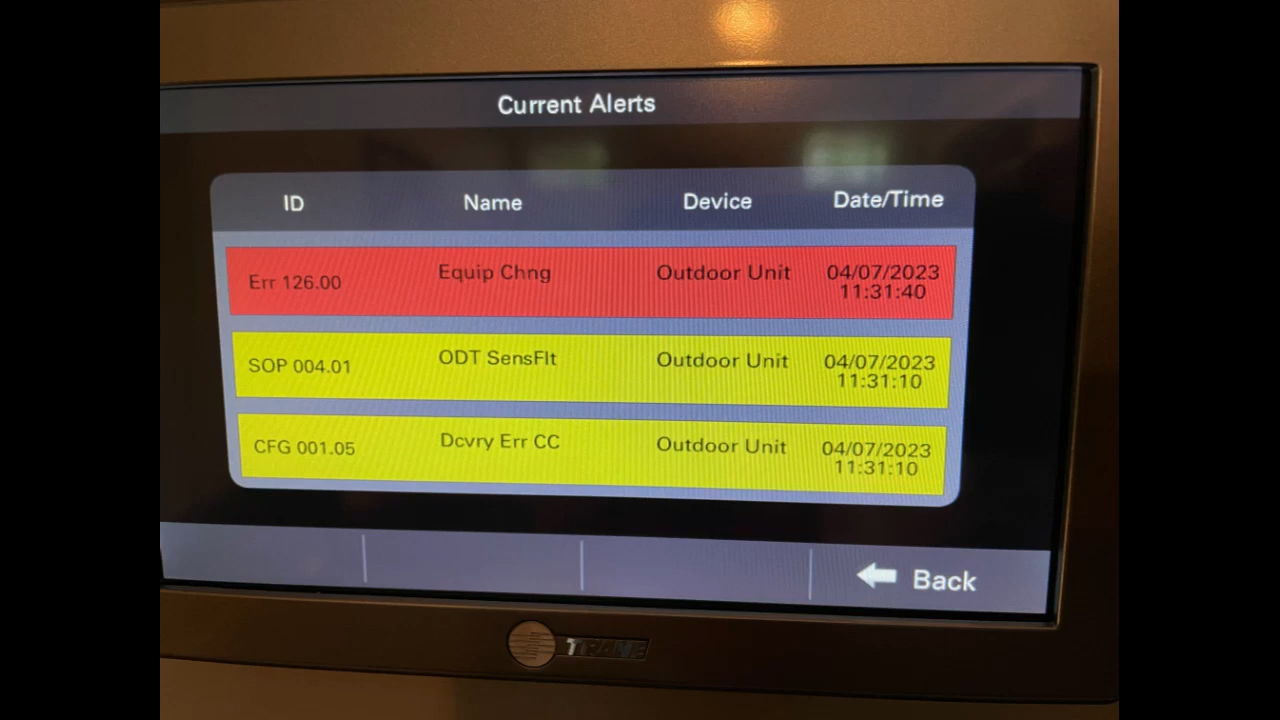 Current Alerts
ID Name Device Date/Time
Err 126.00 Equip Chng Outdoor Unit 04/07/2023
11:31:40
SOP 004.01 ODT SensFlt Outdoor Unit 04/07/2023
11:31:10
CFG 001.05 Dcvry Err CC Outdoor Unit 04/07/2023
11:31:10
Back
TRANE